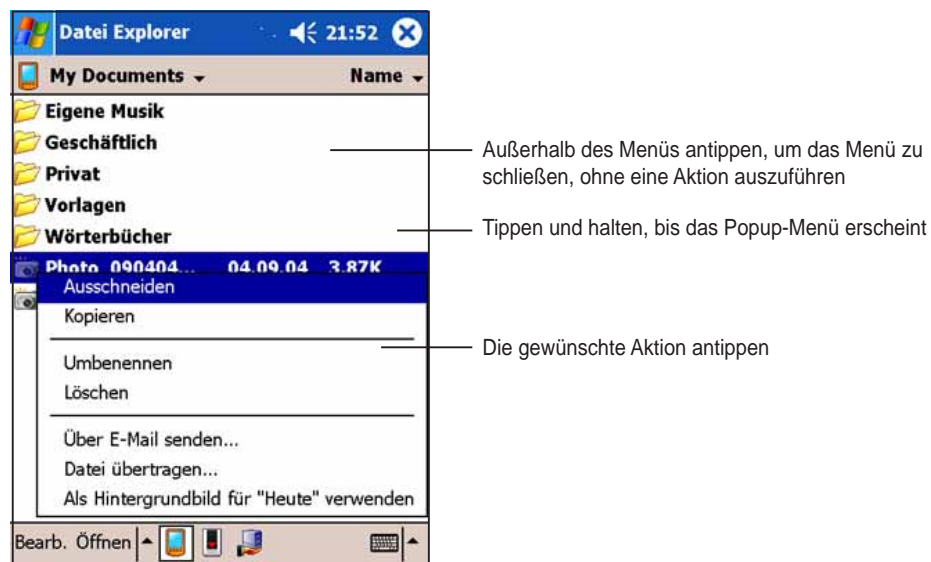 Datei Explorer 21:52
My Documents Name
Eigene Musik
Geschäftlich
Privat
Vorlagen
Wörterbücher
Photo_090404... 04.09.04 3.87K
Ausschneiden
Kopieren
Umbenennen
Löschen
Über E-Mail senden...
Datei übertragen...
Als Hintergrundbild für "Heute" verwenden
Bearb. Öffnen
Außerhalb des Menüs antippen, um das Menü zu
schließen, ohne eine Aktion auszuführen
Tippen und halten, bis das Popup-Menü erscheint
Die gewünschte Aktion antippen